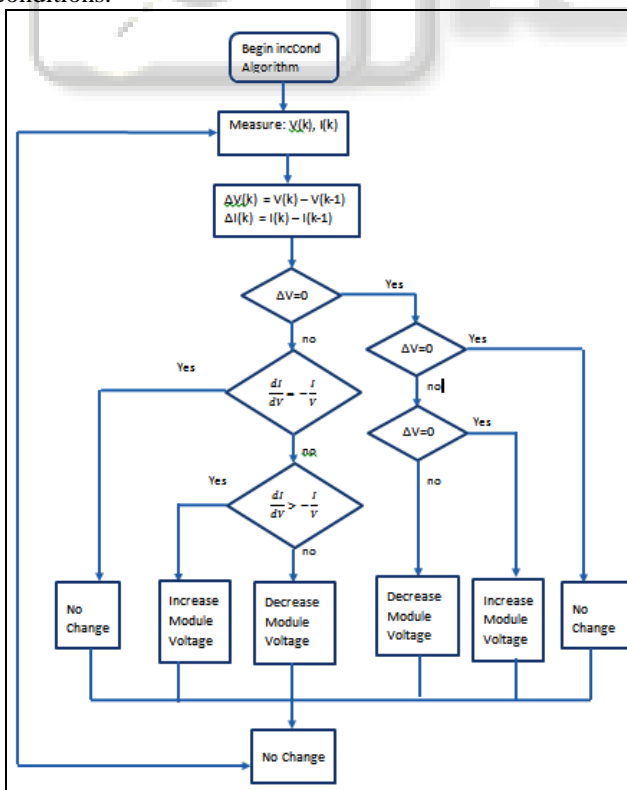 conditions.
Begin incCond
Algorithm
Measure: V(k), I(k)
ΔV(k) = V(k) – V(k-1)
ΔI(k) = I(k) – I(k-1)
ΔV=0
Yes
no
ΔV=0
Yes
no
Yes
dI/dV = - I/V
no
ΔV=0
Yes
no
Yes
dI/dV > - I/V
no
No
Change
Increase
Module
Voltage
Decrease
Module
Voltage
Decrease
Module
Voltage
Increase
Module
Voltage
No
Change
No Change